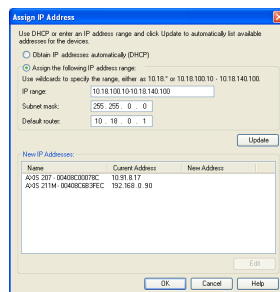 Assign IP Address
Use DHCP or enter an IP address range and click Update to automatically list available
addresses for the devices.
Obtain IP addresses automatically (DHCP)
Assign the following IP address range:
Use wildcards to specify the range, either as 10.18.* or 10.18.100.10 - 10.18.140.100.
IP range: 10.18.100.10-10.18.140.100
Subnet mask: 255 . 255 . 0 . 0
Default router: 10 . 18 . 0 . 1
Update
New IP Addresses:
Name Current Address New Address
AXIS 207 - 00408C00078C 10.91.8.17
AXIS 211M - 00408C6B3FEC 192.168.0.90
Edit
OK Cancel Help